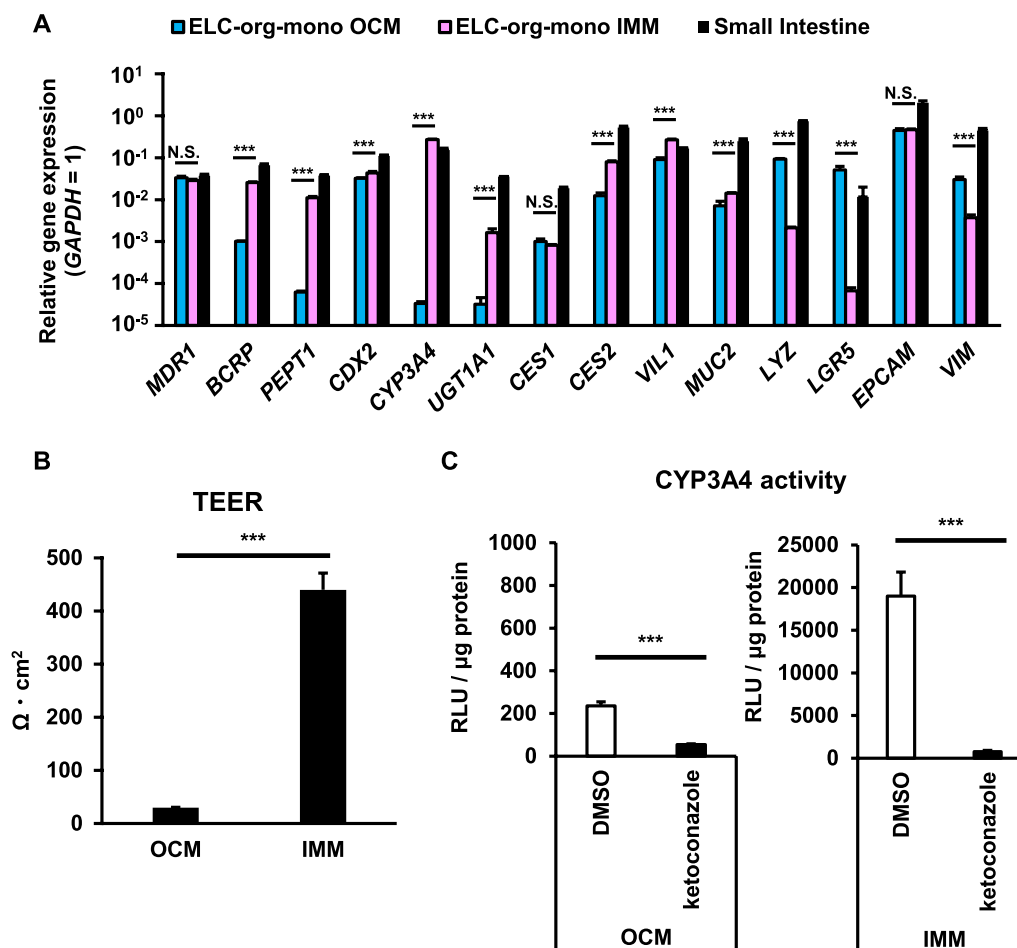 A
ELC-org-mono OCM ELC-org-mono IMM Small Intestine
Relative gene expression
(GAPDH = 1)
10¹
10⁰
10⁻¹
10⁻²
10⁻³
10⁻⁴
10⁻⁵
N.S. *** *** *** *** *** N.S. *** *** *** *** *** N.S. ***
MDR1 BCRP PEPT1 CDX2 CYP3A4 UGT1A1 CES1 CES2 VIL1 MUC2 LYZ LGR5 EPCAM VIM
B
TEER
***
Ω・cm²
500
400
300
200
100
0
OCM IMM
C
CYP3A4 activity
RLU / µg protein
1000
800
600
400
200
0
***
DMSO
ketoconazole
OCM
RLU / µg protein
25000
20000
15000
10000
5000
0
***
DMSO
ketoconazole
IMM